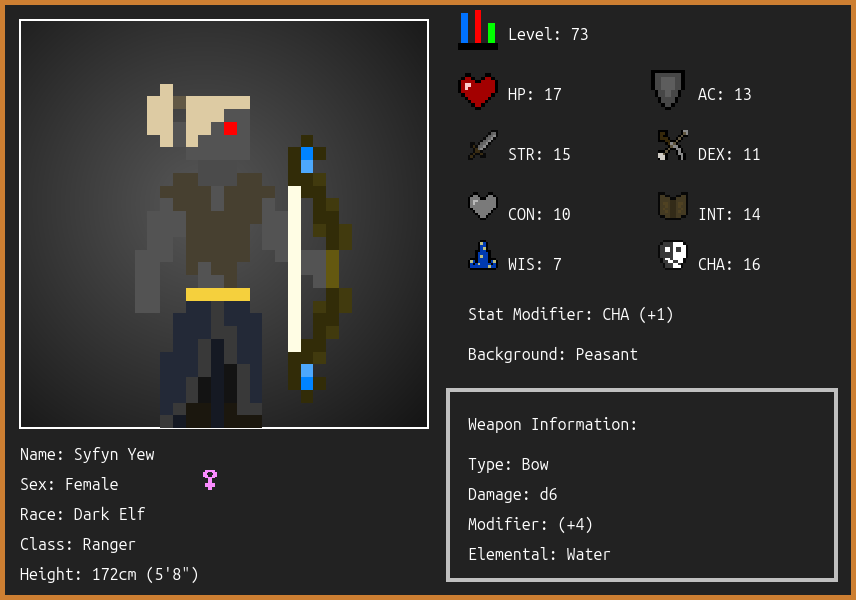 Level: 73
HP: 17
AC: 13
STR: 15
DEX: 11
CON: 10
INT: 14
WIS: 7
CHA: 16
Stat Modifier: CHA (+1)
Background: Peasant
Weapon Information:
Type: Bow
Damage: d6
Modifier: (+4)
Elemental: Water
Name: Syfyn Yew
Sex: Female
Race: Dark Elf
Class: Ranger
Height: 172cm (5'8")